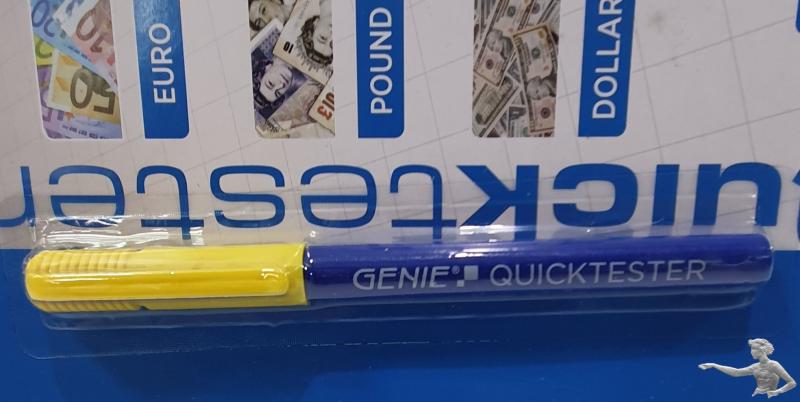 EURO
POUND
DOLLAR
Quicktester
GENIE® QUICKTESTER